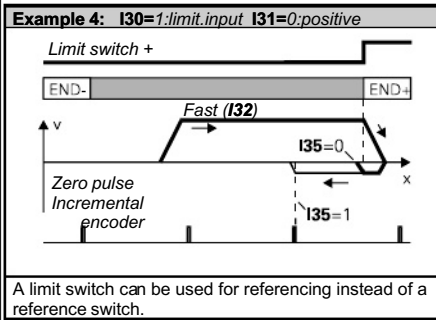 Example 4: I30=1:limit.input I31=0:positive
Limit switch +
END-
END+
Fast (I32)
v
I35=0
x
Zero pulse
Incremental
encoder
I35=1
A limit switch can be used for referencing instead of a
reference switch.